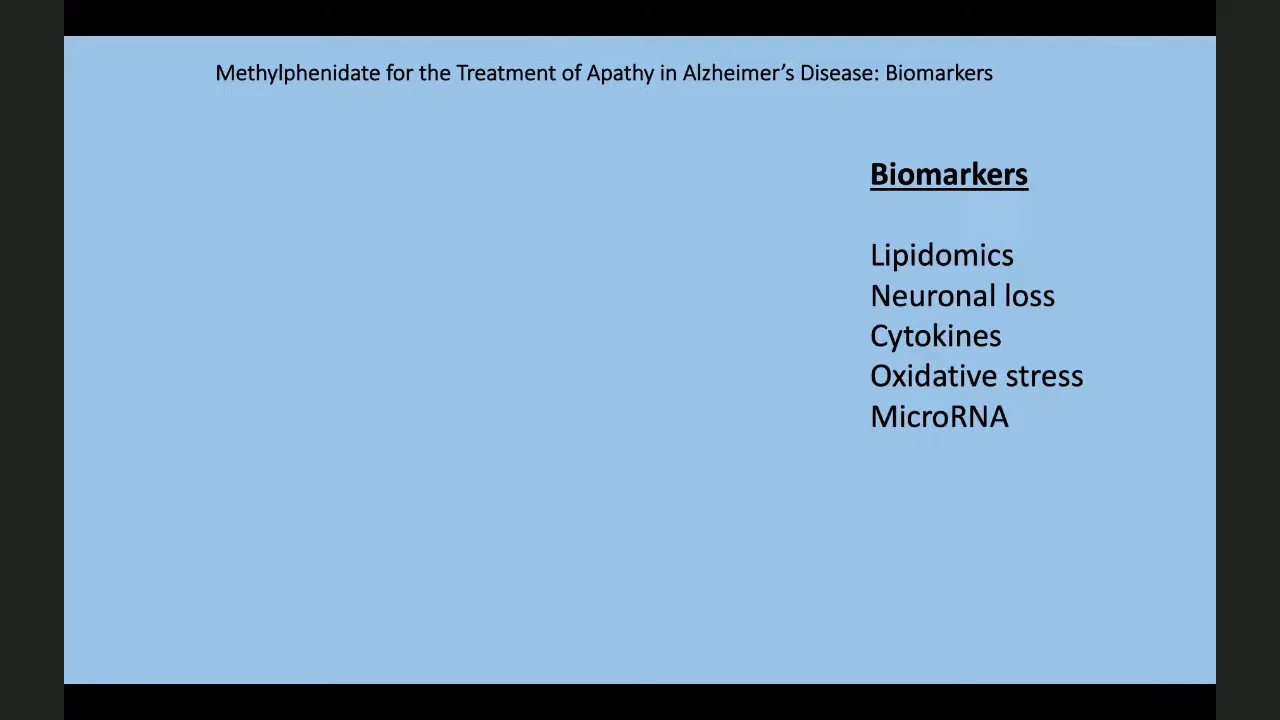 Methylphenidate for the Treatment of Apathy in Alzheimer’s Disease: Biomarkers
Biomarkers
Lipidomics
Neuronal loss
Cytokines
Oxidative stress
MicroRNA